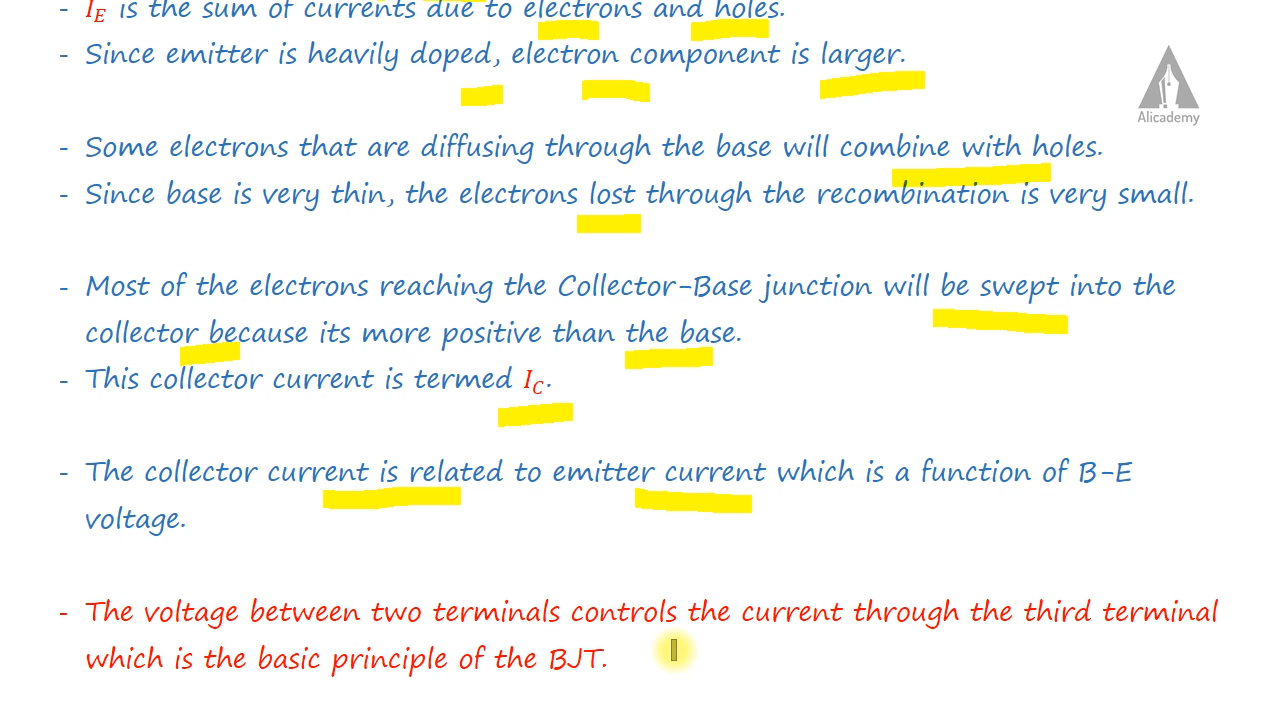 - I_E is the sum of currents due to electrons and holes.
- Since emitter is heavily doped, electron component is larger.
Alicademy
- Some electrons that are diffusing through the base will combine with holes.
- Since base is very thin, the electrons lost through the recombination is very small.
- Most of the electrons reaching the Collector-Base junction will be swept into the
collector because its more positive than the base.
- This collector current is termed I_C.
- The collector current is related to emitter current which is a function of B-E
voltage.
- The voltage between two terminals controls the current through the third terminal
which is the basic principle of the BJT.